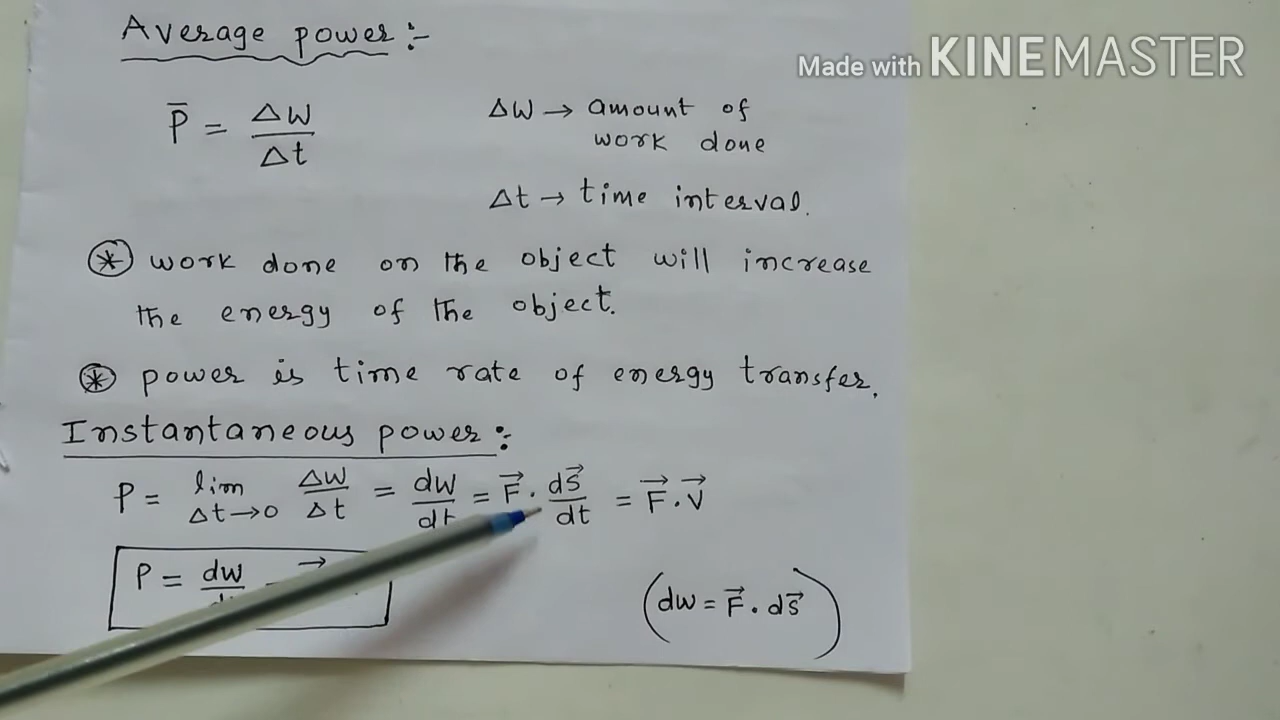 Average power :-
Made with KINEMASTER
P̄ = ΔW/Δt
ΔW → amount of
work done
Δt → time interval.
* work done on the object will increase
the energy of the object.
* power is time rate of energy transfer.
Instantaneous power :-
P = lim Δt→0 ΔW/Δt = dW/dt = F⃗ . ds⃗/dt = F⃗ . V⃗
P = dW
(dW = F⃗ . ds⃗)